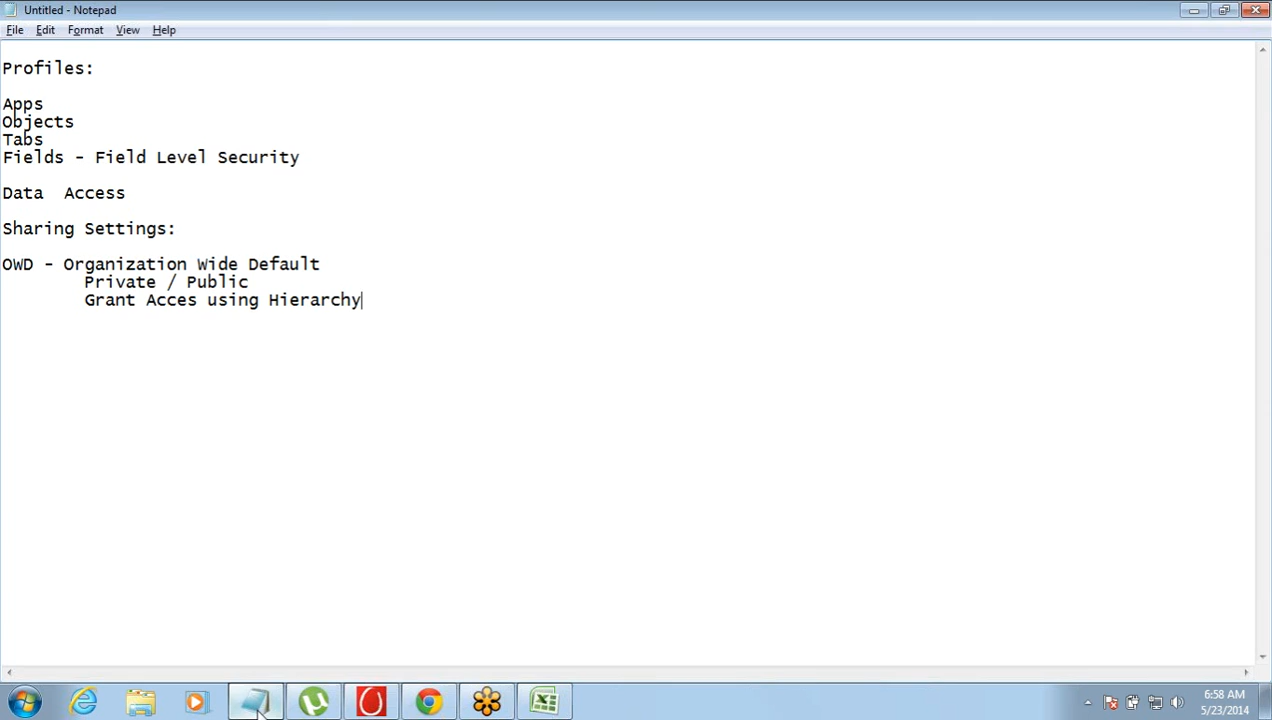 Untitled - Notepad
File Edit Format View Help
Profiles:
Apps
Objects
Tabs
Fields - Field Level Security
Data  Access
Sharing Settings:
OWD - Organization Wide Default
Private / Public
Grant Acces using Hierarchy
6:58 AM
5/23/2014